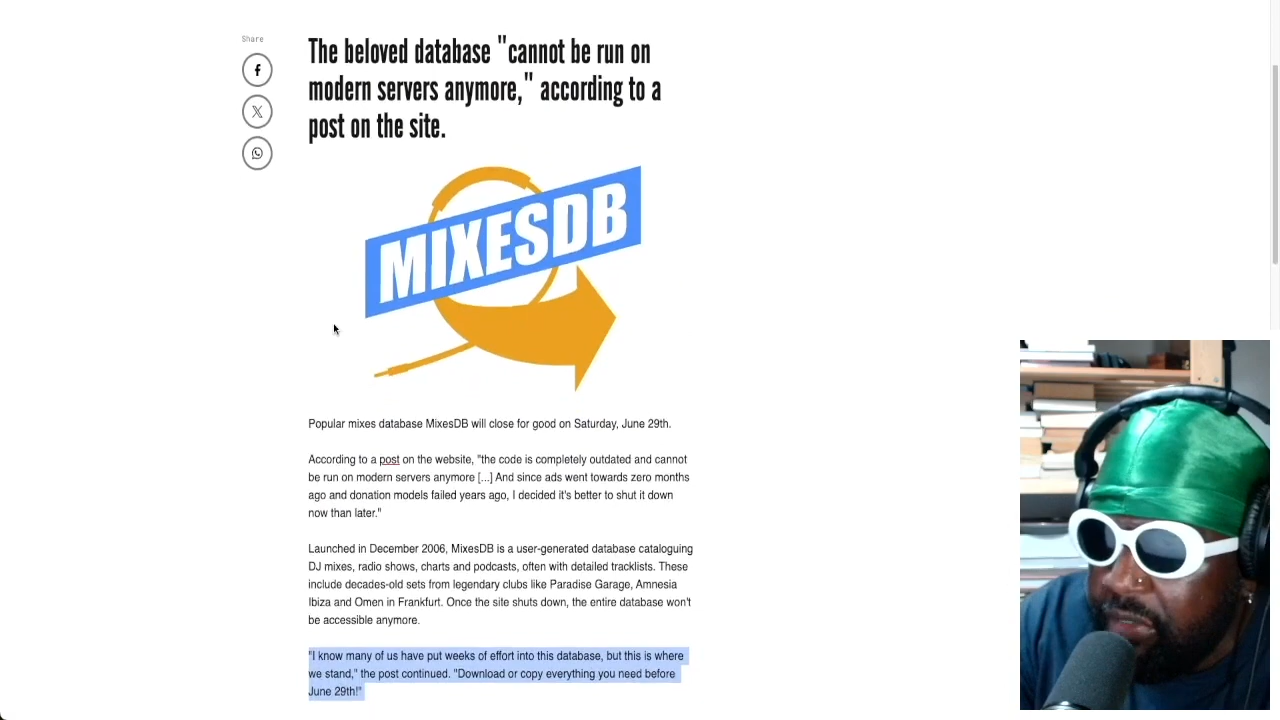 Share
The beloved database "cannot be run on
modern servers anymore," according to a
post on the site.
MIXESDB
Popular mixes database MixesDB will close for good on Saturday, June 29th.
According to a post on the website, "the code is completely outdated and cannot
be run on modern servers anymore [...] And since ads went towards zero months
ago and donation models failed years ago, I decided it's better to shut it down
now than later."
Launched in December 2006, MixesDB is a user-generated database cataloguing
DJ mixes, radio shows, charts and podcasts, often with detailed tracklists. These
include decades-old sets from legendary clubs like Paradise Garage, Amnesia
Ibiza and Omen in Frankfurt. Once the site shuts down, the entire database won't
be accessible anymore.
"I know many of us have put weeks of effort into this database, but this is where
we stand," the post continued. "Download or copy everything you need before
June 29th!"